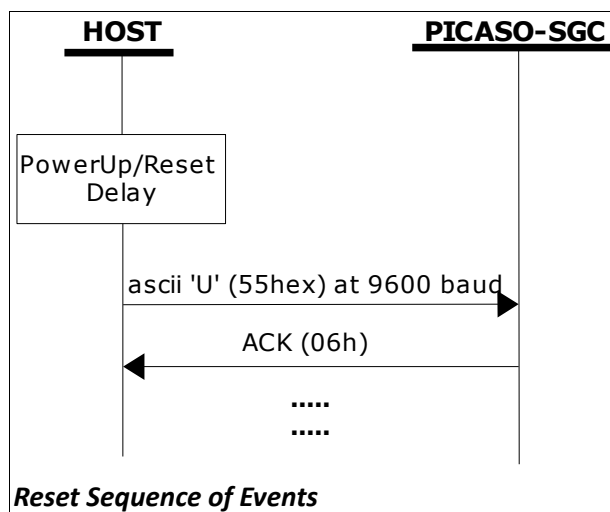 HOST
PICASO-SGC
PowerUp/Reset
Delay
ascii 'U' (55hex) at 9600 baud
ACK (06h)
.....
.....
Reset Sequence of Events